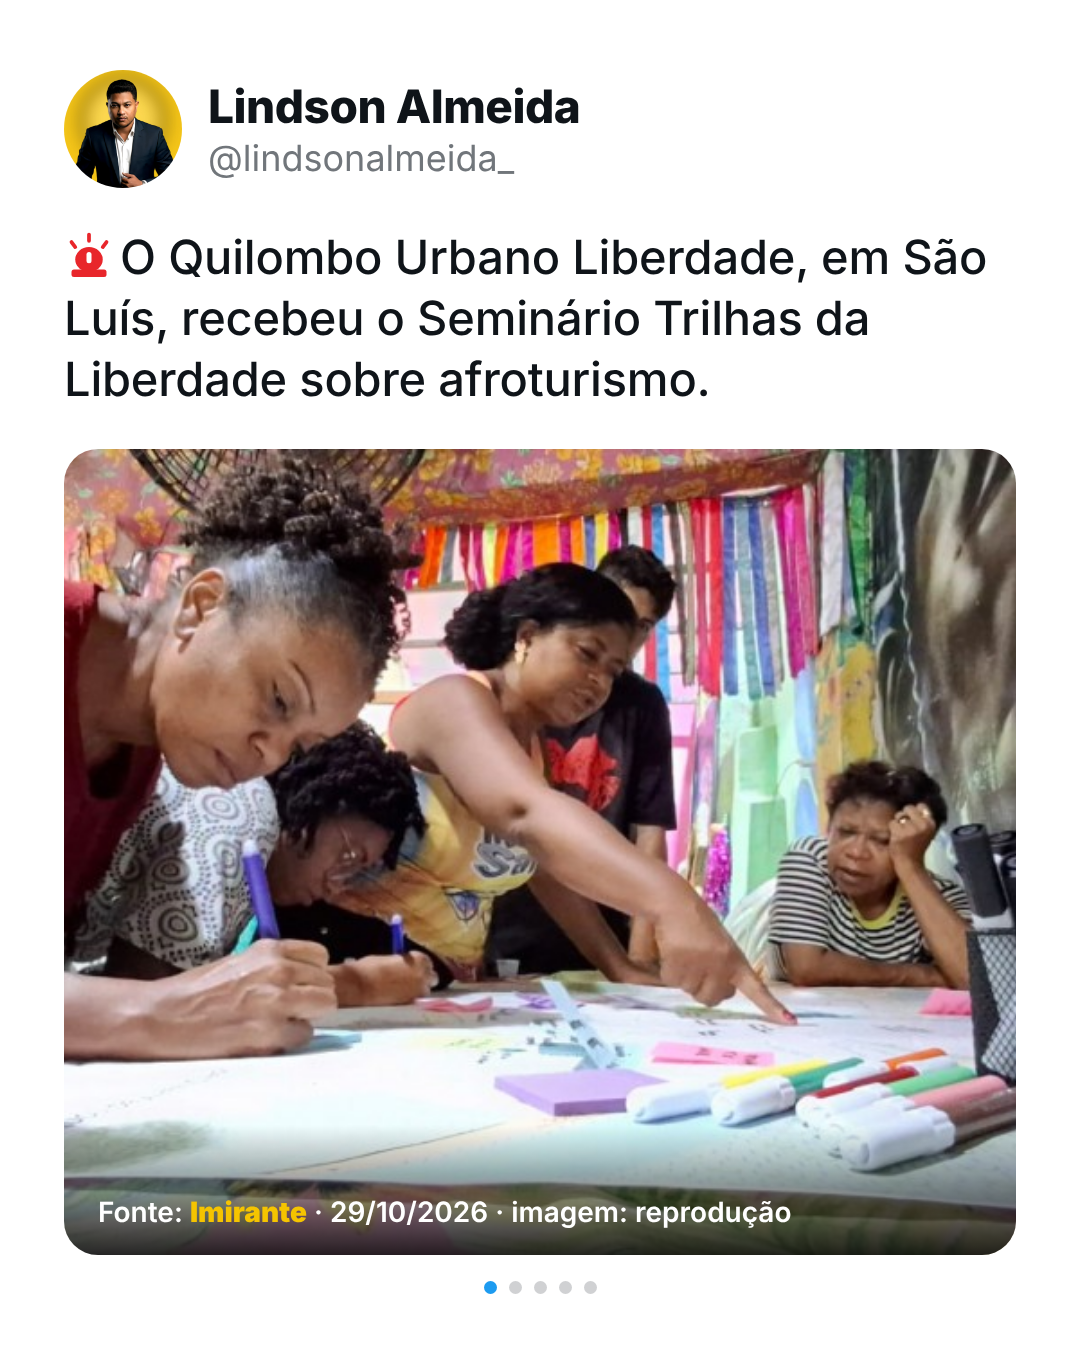 Lindson Almeida
@lindsonalmeida_
🚨O Quilombo Urbano Liberdade, em São
Luís, recebeu o Seminário Trilhas da
Liberdade sobre afroturismo.
Fonte: Imirante · 29/10/2026 · imagem: reprodução